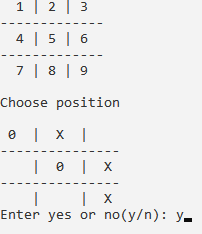 1 | 2 | 3
-------------
4 | 5 | 6
-------------
7 | 8 | 9
Choose position
0 | X |
---------------
| 0 | X
---------------
| | X
Enter yes or no(y/n): y